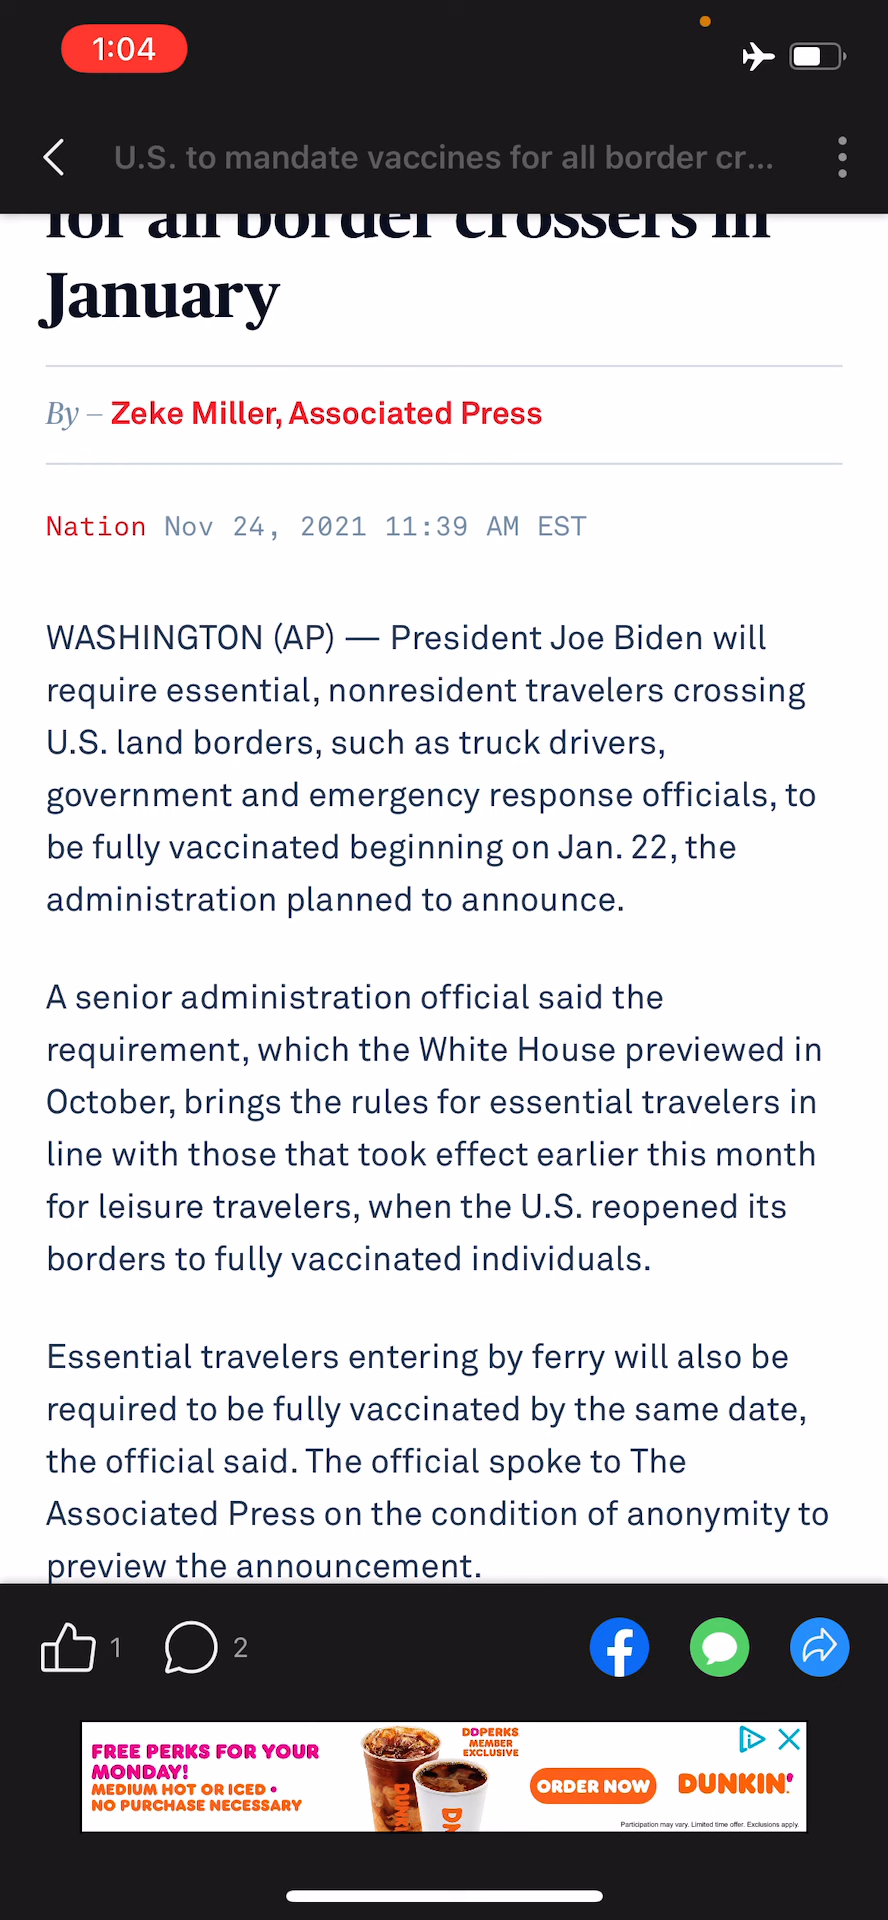 1:04
U.S. to mandate vaccines for all border cr...
for all border crossers in
January
By – Zeke Miller, Associated Press
Nation Nov 24, 2021 11:39 AM EST
WASHINGTON (AP) — President Joe Biden will
require essential, nonresident travelers crossing
U.S. land borders, such as truck drivers,
government and emergency response officials, to
be fully vaccinated beginning on Jan. 22, the
administration planned to announce.
A senior administration official said the
requirement, which the White House previewed in
October, brings the rules for essential travelers in
line with those that took effect earlier this month
for leisure travelers, when the U.S. reopened its
borders to fully vaccinated individuals.
Essential travelers entering by ferry will also be
required to be fully vaccinated by the same date,
the official said. The official spoke to The
Associated Press on the condition of anonymity to
preview the announcement.
1
2
FREE PERKS FOR YOUR
MONDAY!
MEDIUM HOT OR ICED •
NO PURCHASE NECESSARY
DUNK
DN
DDPERKS
MEMBER
EXCLUSIVE
ORDER NOW
DUNKIN'
Participation may vary. Limited time offer. Exclusions apply.